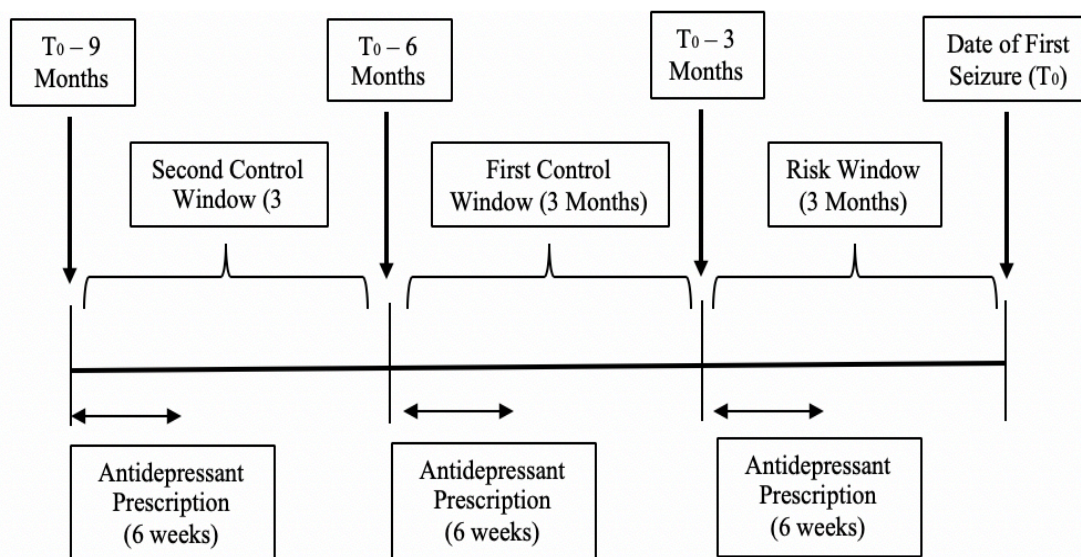 T₀ – 9
Months
T₀ – 6
Months
T₀ – 3
Months
Date of First
Seizure (T₀)
Second Control
Window (3
First Control
Window (3 Months)
Risk Window
(3 Months)
Antidepressant
Prescription
(6 weeks)
Antidepressant
Prescription
(6 weeks)
Antidepressant
Prescription
(6 weeks)